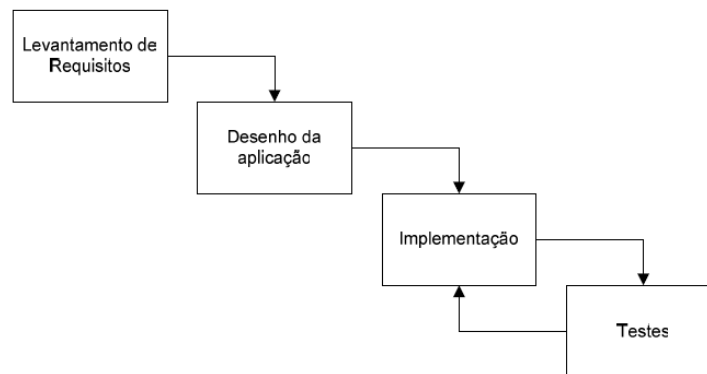 Levantamento de
Requisitos
Desenho da
aplicação
Implementação
Testes